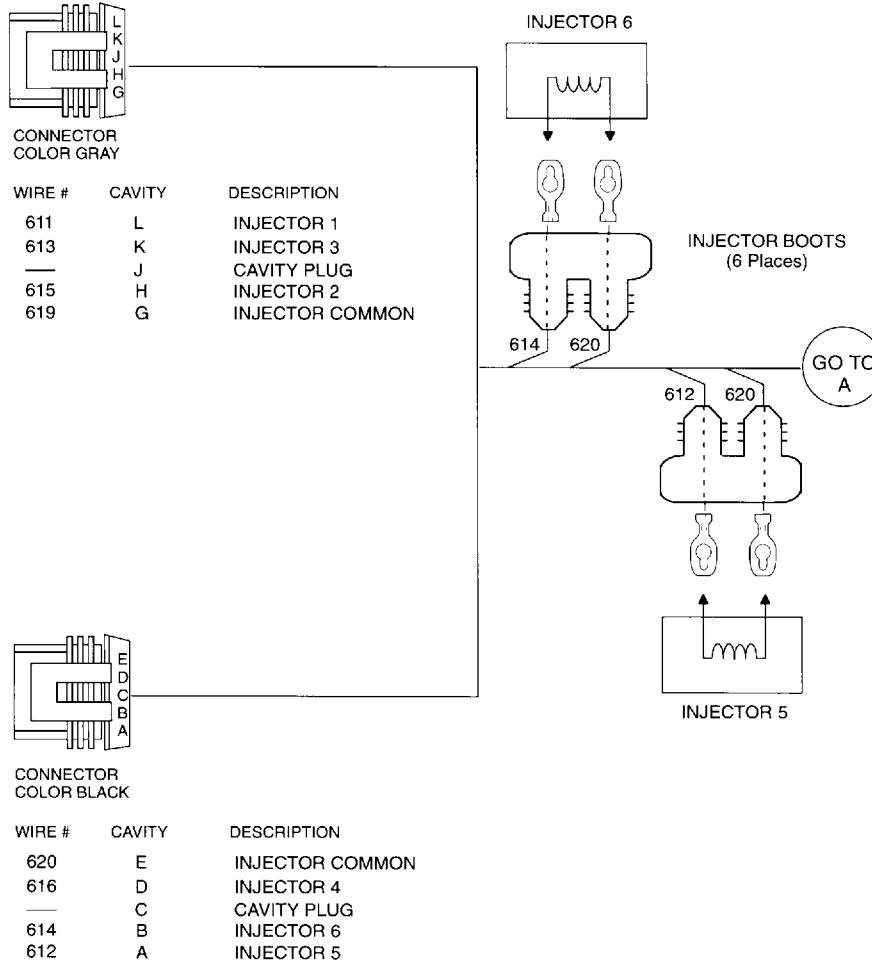 L
K
J
H
G
CONNECTOR
COLOR GRAY
WIRE # CAVITY DESCRIPTION
611 L INJECTOR 1
613 K INJECTOR 3
— J CAVITY PLUG
615 H INJECTOR 2
619 G INJECTOR COMMON
INJECTOR 6
INJECTOR BOOTS
(6 Places)
614 620
GO TO
A
612 620
INJECTOR 5
E
D
C
B
A
CONNECTOR
COLOR BLACK
WIRE # CAVITY DESCRIPTION
620 E INJECTOR COMMON
616 D INJECTOR 4
— C CAVITY PLUG
614 B INJECTOR 6
612 A INJECTOR 5